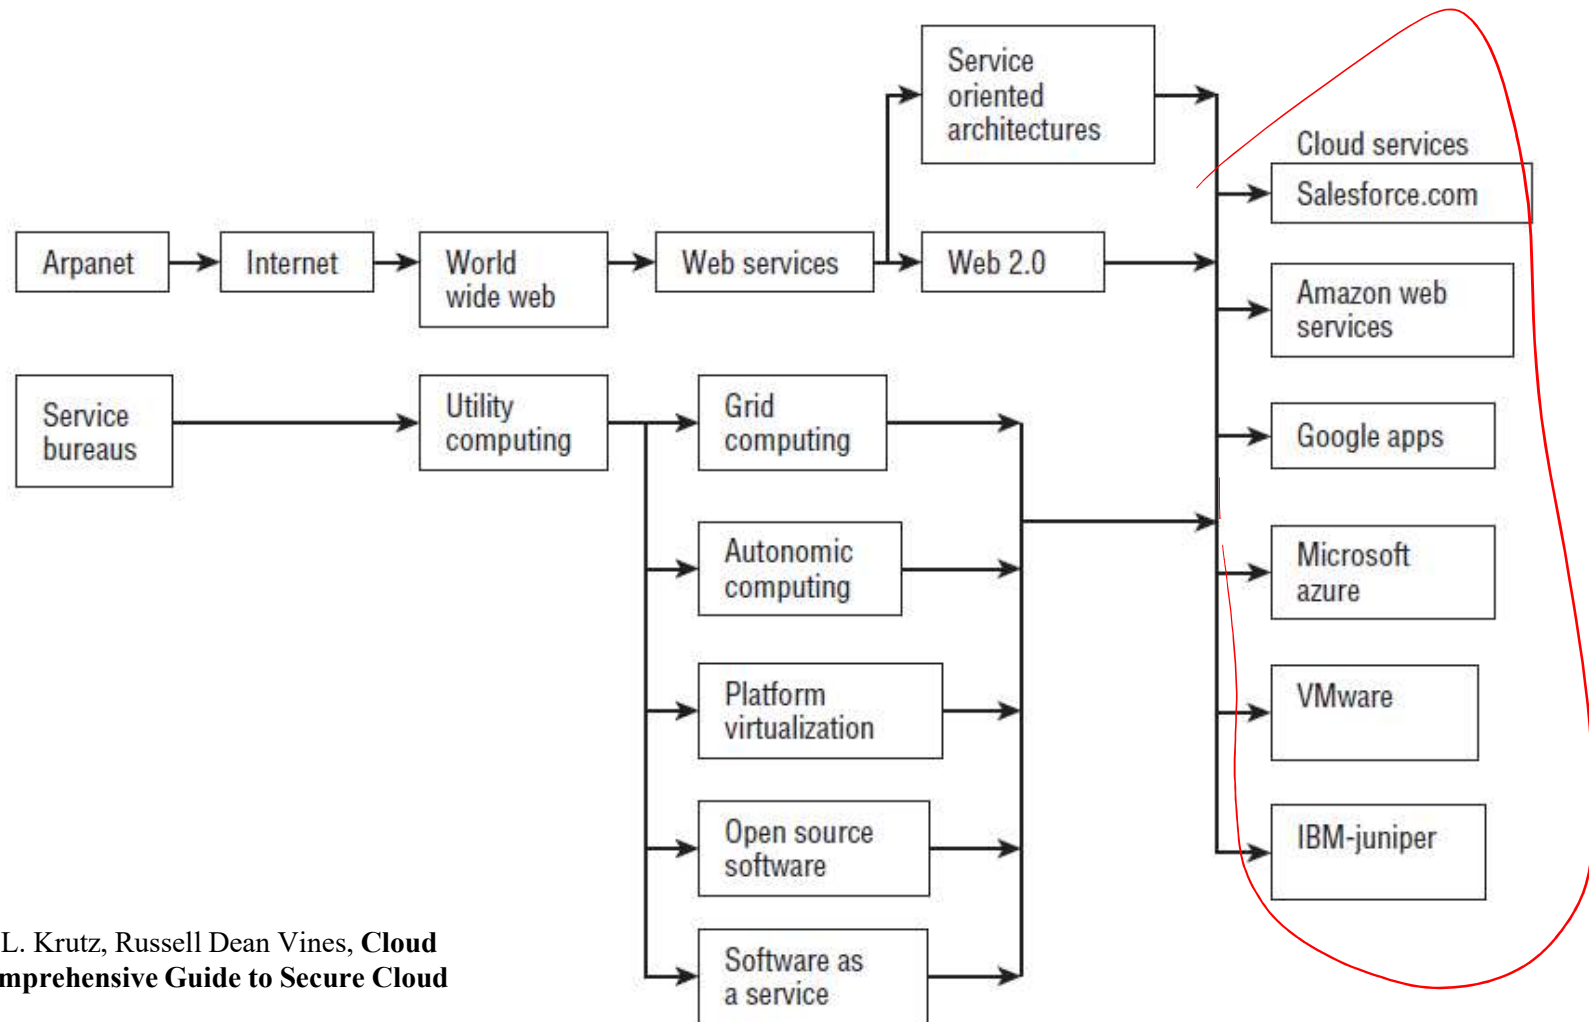 Service
oriented
architectures
Cloud services
Salesforce.com
Arpanet
Internet
World
wide web
Web services
Web 2.0
Amazon web
services
Service
bureaus
Utility
computing
Grid
computing
Google apps
Autonomic
computing
Microsoft
azure
Platform
virtualization
VMware
Open source
software
IBM-juniper
Software as
a service
L. Krutz, Russell Dean Vines, Cloud
mprehensive Guide to Secure Cloud